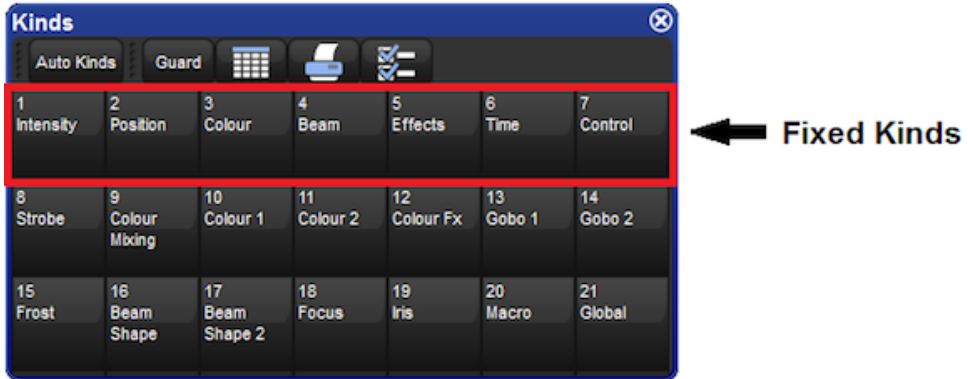 Kinds
Auto Kinds Guard
1 2 3 4 5 6 7
Intensity Position Colour Beam Effects Time Control
Fixed Kinds
8 9 10 11 12 13 14
Strobe Colour Colour 1 Colour 2 Colour Fx Gobo 1 Gobo 2
Mixing
15 16 17 18 19 20 21
Frost Beam Beam Focus Iris Macro Global
Shape Shape 2